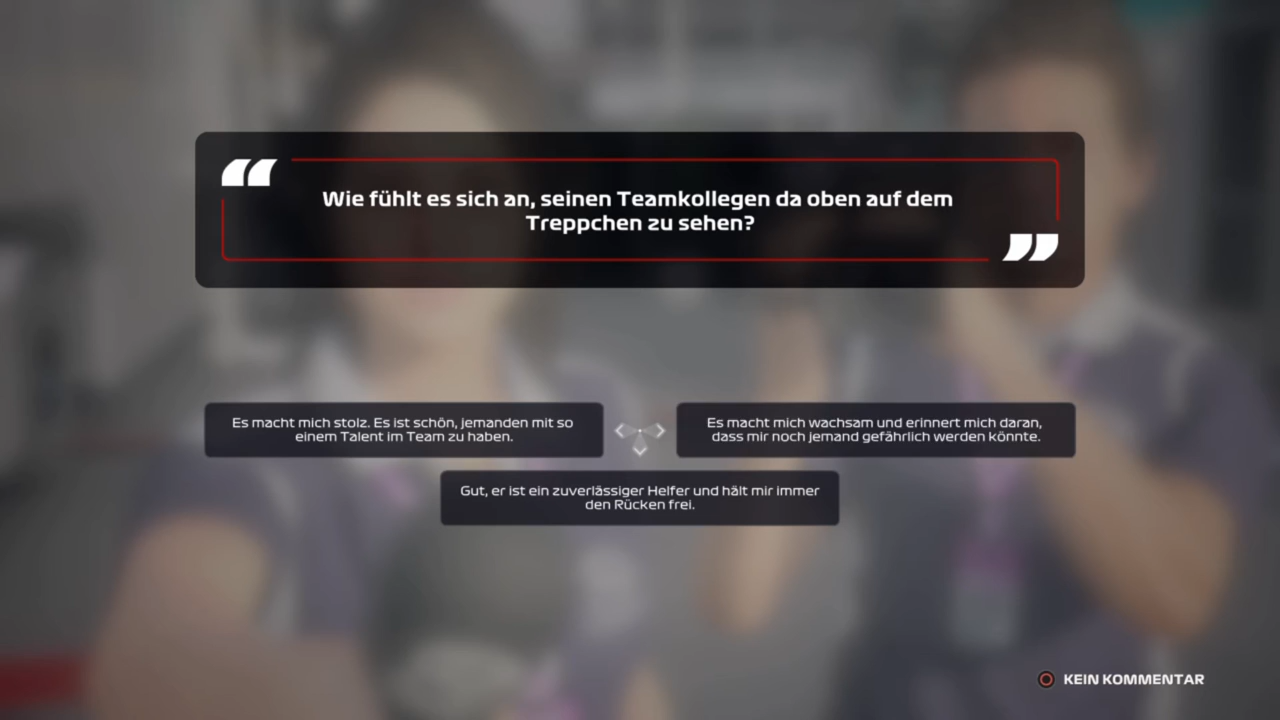 Wie fühlt es sich an, seinen Teamkollegen da oben auf dem
Treppchen zu sehen?
Es macht mich stolz. Es ist schön, jemanden mit so
einem Talent im Team zu haben.
Es macht mich wachsam und erinnert mich daran,
dass mir noch jemand gefährlich werden könnte.
Gut, er ist ein zuverlässiger Helfer und hält mir immer
den Rücken frei.
KEIN KOMMENTAR